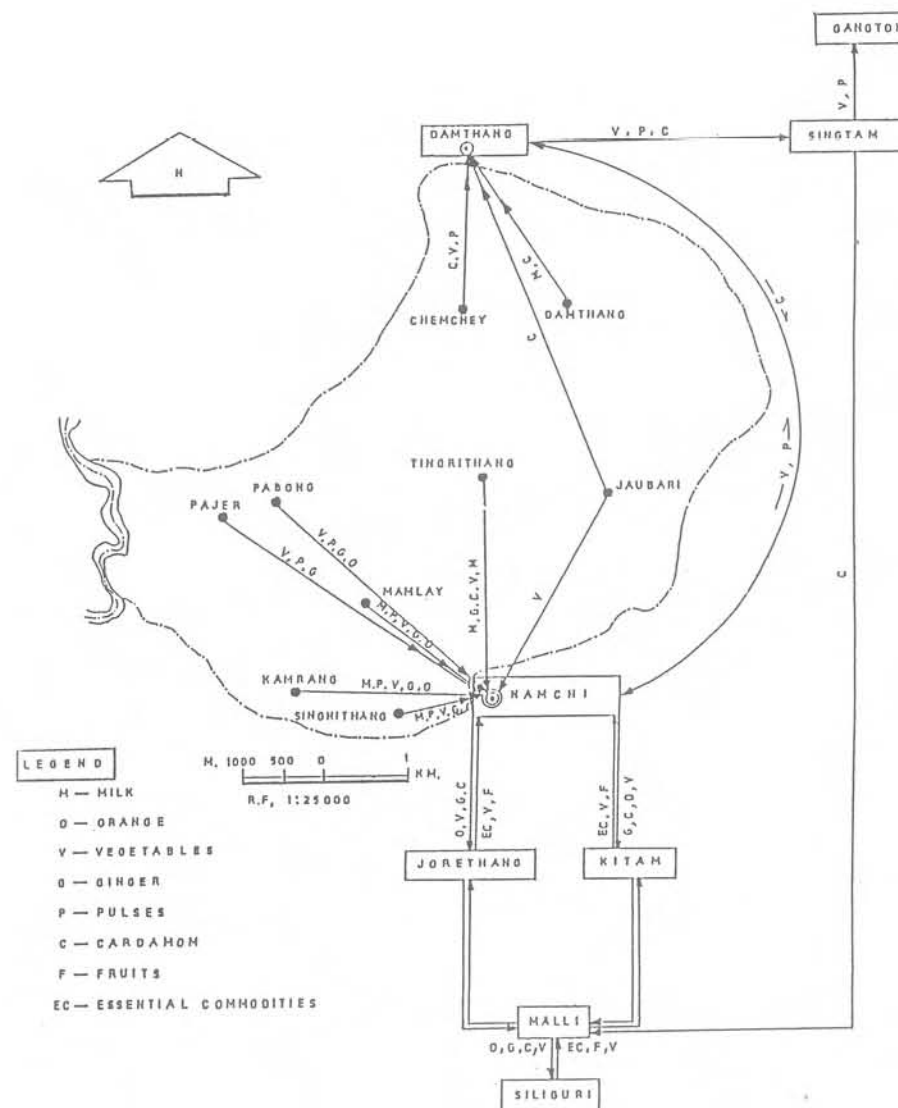 GANGTOK
V, P
DAMTHANG
V, P, C
SINGTAM
N
C, V, P
M, C
C
CHEMCHEY
DAMTHANG
C
TINGRITHANG
JAUBARI
PABONG
PAJER
V, P
V, P, G, O
V, P, G
C
MAMLAY
M, G, C, V, M
V
M, P, V, G, O
KAMRANG
M, P, V, G, O
NAMCHI
SINGHITHANG
M, P, V, G,
LEGEND
M. 1000 500 0 1
KM.
R.F, 1:25000
M — MILK
O — ORANGE
V — VEGETABLES
G — GINGER
P — PULSES
C — CARDAMOM
F — FRUITS
EC — ESSENTIAL COMMODITIES
O, V, G, C
EC, V, F
EC, V, F
G, C, O, V
JORETHANG
KITAM
MALLI
O, G, C, V
EC, F, V
SILIGURI